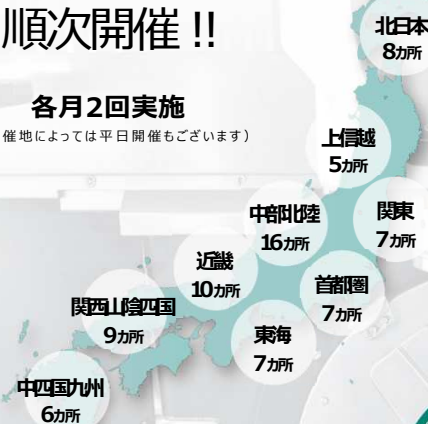 順次開催!!
各月2回実施
催地によっては平日開催もございます）
北日本
8カ所
上信越
5カ所
中部北陸
16カ所
関東
7カ所
近畿
10カ所
首都圏
7カ所
関西山陰四国
9カ所
東海
7カ所
中四国九州
6カ所